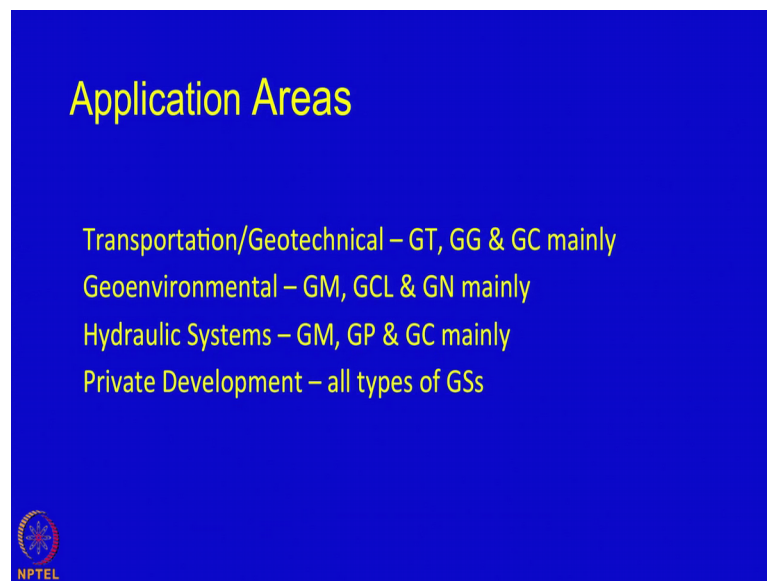 Application Areas
Transportation/Geotechnical – GT, GG & GC mainly
Geoenvironmental – GM, GCL & GN mainly
Hydraulic Systems – GM, GP & GC mainly
Private Development – all types of GSs
NPTEL